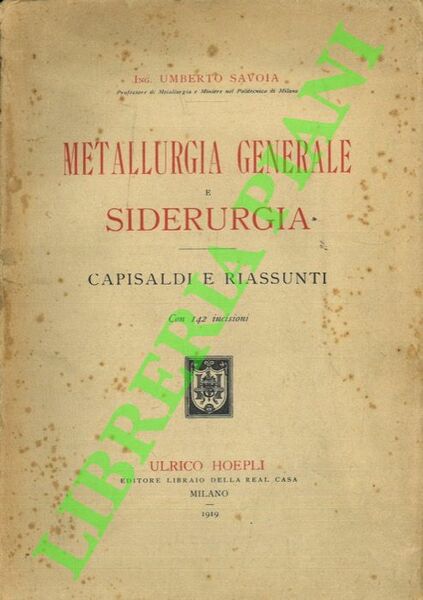 Ing. UMBERTO SAVOIA
Professore di Metallurgia e Miniere nel Politecnico di Milano
METALLURGIA GENERALE
E
SIDERURGIA
CAPISALDI E RIASSUNTI
Con 142 incisioni
ULRICO HOEPLI
EDITORE LIBRAIO DELLA REAL CASA
MILANO
1919
LIBRERIA PIANI